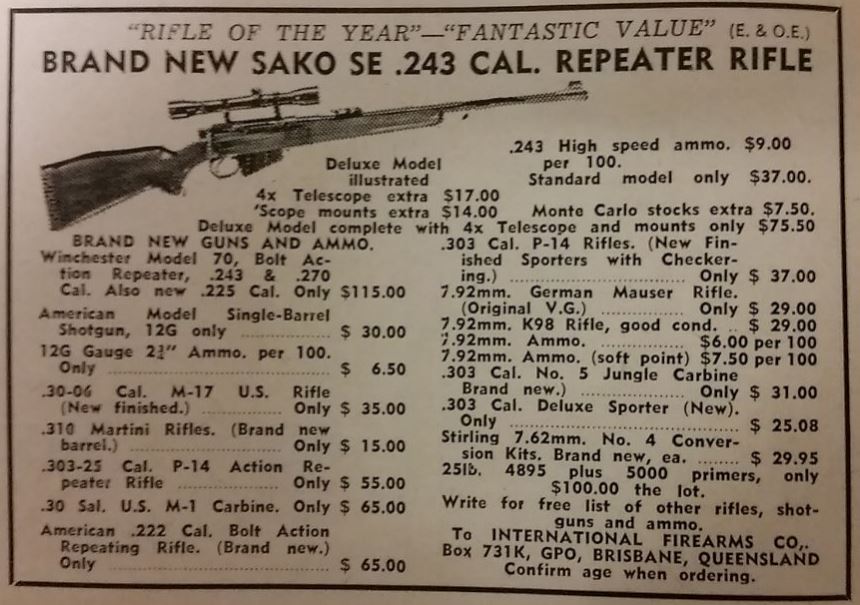 "RIFLE OF THE YEAR"—"FANTASTIC VALUE" (E. & O.E.)
BRAND NEW SAKO SE .243 CAL. REPEATER RIFLE
.243 High speed ammo. $9.00
per 100.
Deluxe Model
illustrated
Standard model only $37.00.
4x Telescope extra $17.00
'Scope mounts extra $14.00
Monte Carlo stocks extra $7.50.
Deluxe Model complete with 4x Telescope and mounts only $75.50
BRAND NEW GUNS AND AMMO.
Winchester Model 70, Bolt Ac-
tion Repeater, .243 & .270
Cal. Also new .225 Cal. Only $115.00
American Model Single-Barrel
Shotgun, 12G only .................. $ 30.00
12G Gauge 2¾" Ammo. per 100.
Only .................. $ 6.50
.30-06 Cal. M-17 U.S. Rifle
(New finished.) .................. Only $ 35.00
.310 Martini Rifles. (Brand new
barrel.) .................. Only $ 15.00
.303-25 Cal. P-14 Action Re-
peater Rifle .................. Only $ 55.00
.30 Sal. U.S. M-1 Carbine. Only $ 65.00
American .222 Cal. Bolt Action
Repeating Rifle. (Brand new.)
Only .................. $ 65.00
.303 Cal. P-14 Rifles. (New Fin-
ished Sporters with Checker-
ing.) .................. Only $ 37.00
7.92mm. German Mauser Rifle.
(Original V.G.) .................. Only $ 29.00
7.92mm. K98 Rifle, good cond. .. $ 29.00
7.92mm. Ammo. .................. $6.00 per 100
7.92mm. Ammo. (soft point) $7.50 per 100
.303 Cal. No. 5 Jungle Carbine
Brand new.) .................. Only $ 31.00
.303 Cal. Deluxe Sporter (New).
Only .................. $ 25.08
Stirling 7.62mm. No. 4 Conver-
sion Kits. Brand new, ea. ........ $ 29.95
25lb. 4895 plus 5000 primers, only
$100.00 the lot.
Write for free list of other rifles, shot-
guns and ammo.
To INTERNATIONAL FIREARMS CO,.
Box 731K, GPO, BRISBANE, QUEENSLAND
Confirm age when ordering.